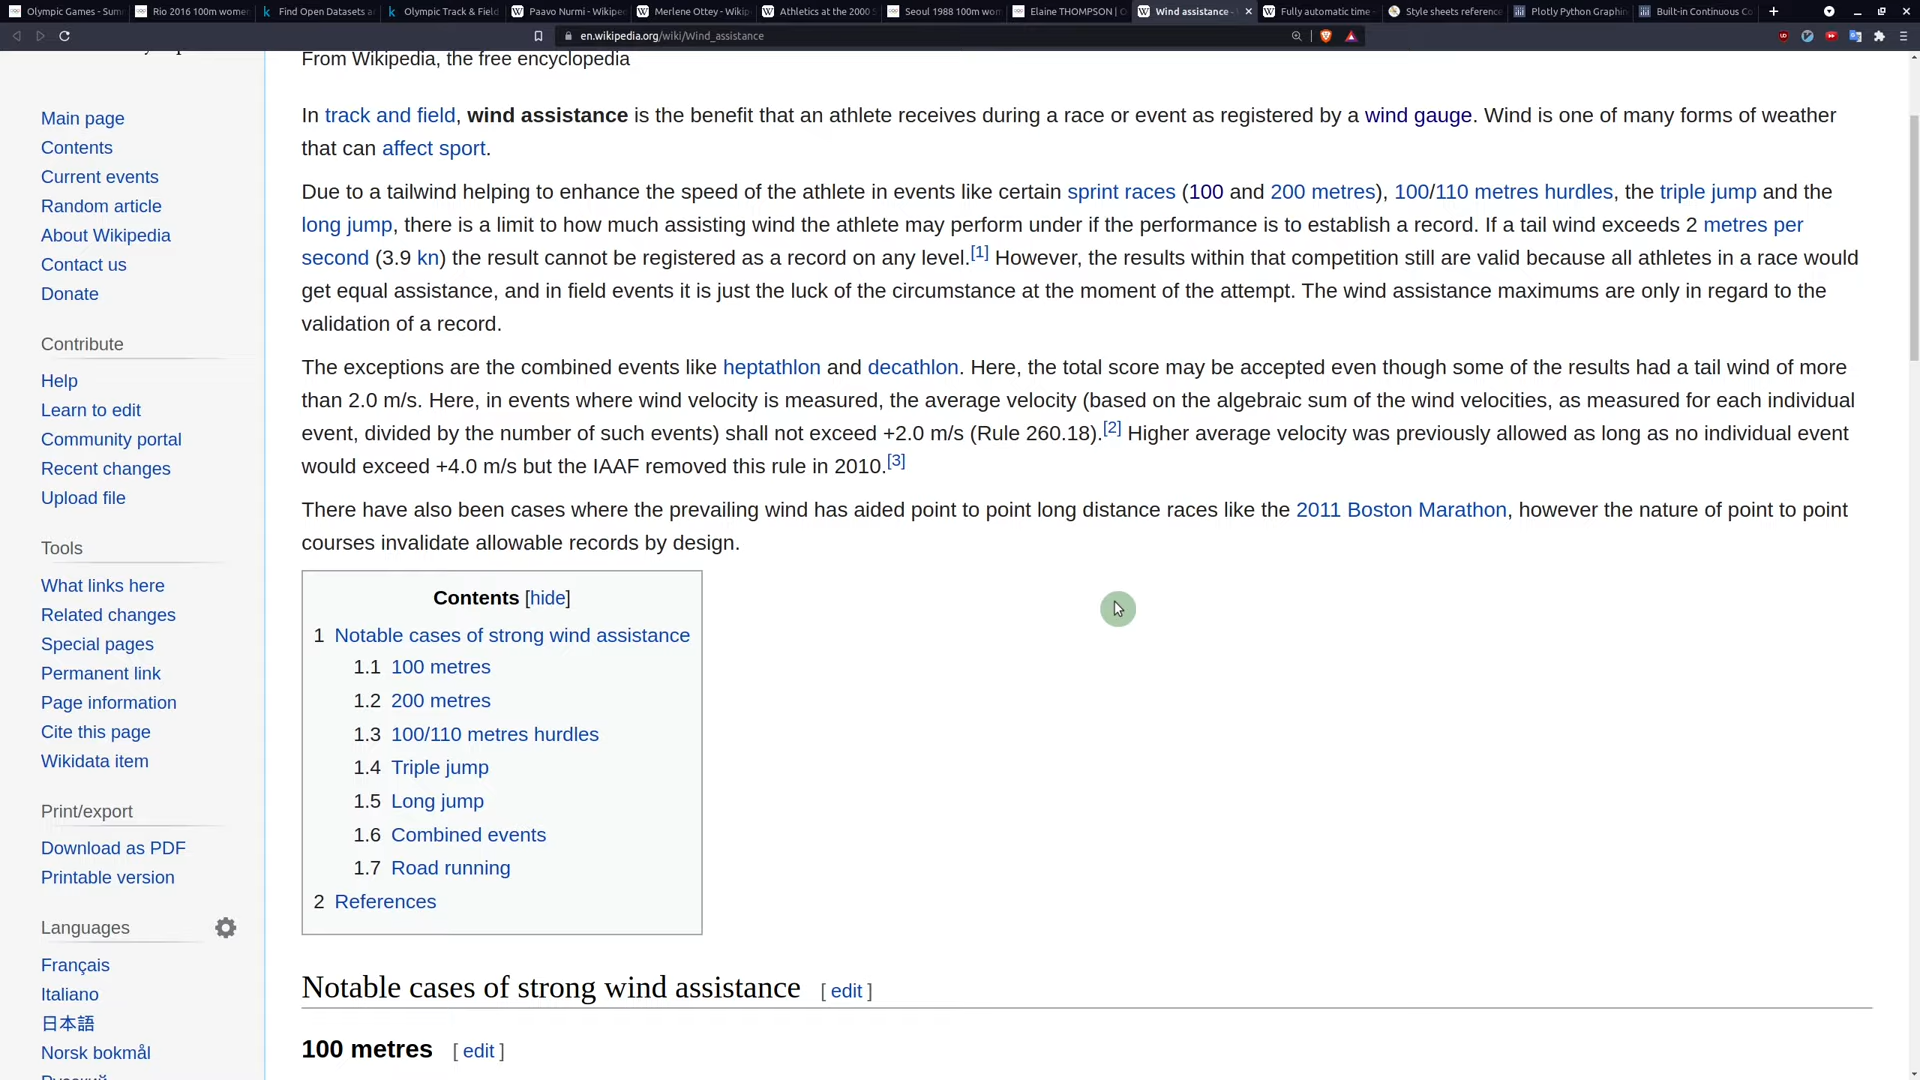 Olympic Games - Sum
Rio 2016 100m wome
Find Open Datasets a
Olympic Track & Field
Paavo Nurmi - Wikipe
Merlene Ottey - Wikip
Athletics at the 2000 S
Seoul 1988 100m wo
Elaine THOMPSON | O
Wind assistance -
Fully automatic time -
Style sheets reference
Plotly Python Graphi
Built-in Continuous Co
en.wikipedia.org/wiki/Wind_assistance
From Wikipedia, the free encyclopedia
Main page
Contents
Current events
Random article
About Wikipedia
Contact us
Donate
Contribute
Help
Learn to edit
Community portal
Recent changes
Upload file
Tools
What links here
Related changes
Special pages
Permanent link
Page information
Cite this page
Wikidata item
Print/export
Download as PDF
Printable version
Languages
Français
Italiano
日本語
Norsk bokmål
Русский
In track and field, wind assistance is the benefit that an athlete receives during a race or event as registered by a wind gauge. Wind is one of many forms of weather
that can affect sport.
Due to a tailwind helping to enhance the speed of the athlete in events like certain sprint races (100 and 200 metres), 100/110 metres hurdles, the triple jump and the
long jump, there is a limit to how much assisting wind the athlete may perform under if the performance is to establish a record. If a tail wind exceeds 2 metres per
second (3.9 kn) the result cannot be registered as a record on any level.[1] However, the results within that competition still are valid because all athletes in a race would
get equal assistance, and in field events it is just the luck of the circumstance at the moment of the attempt. The wind assistance maximums are only in regard to the
validation of a record.
The exceptions are the combined events like heptathlon and decathlon. Here, the total score may be accepted even though some of the results had a tail wind of more
than 2.0 m/s. Here, in events where wind velocity is measured, the average velocity (based on the algebraic sum of the wind velocities, as measured for each individual
event, divided by the number of such events) shall not exceed +2.0 m/s (Rule 260.18).[2] Higher average velocity was previously allowed as long as no individual event
would exceed +4.0 m/s but the IAAF removed this rule in 2010.[3]
There have also been cases where the prevailing wind has aided point to point long distance races like the 2011 Boston Marathon, however the nature of point to point
courses invalidate allowable records by design.
Contents [hide]
1 Notable cases of strong wind assistance
1.1 100 metres
1.2 200 metres
1.3 100/110 metres hurdles
1.4 Triple jump
1.5 Long jump
1.6 Combined events
1.7 Road running
2 References
Notable cases of strong wind assistance [ edit ]
100 metres [ edit ]